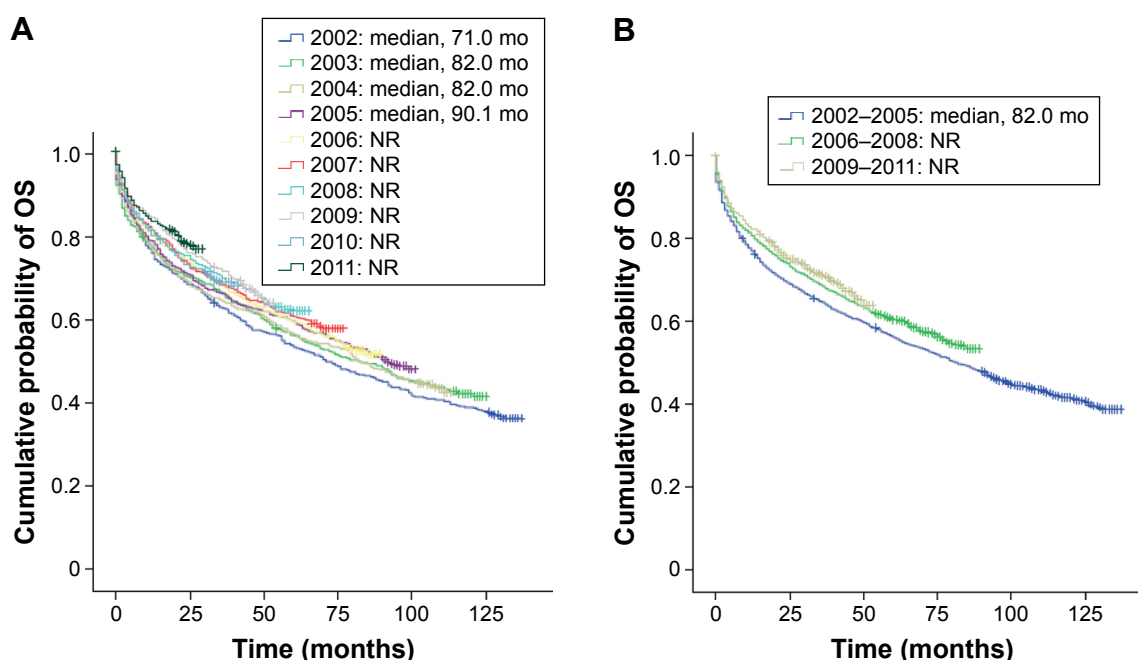 A
2002: median, 71.0 mo
2003: median, 82.0 mo
2004: median, 82.0 mo
2005: median, 90.1 mo
2006: NR
2007: NR
2008: NR
2009: NR
2010: NR
2011: NR
Cumulative probability of OS
1.0
0.8
0.6
0.4
0.2
0
0 25 50 75 100 125
Time (months)
B
2002–2005: median, 82.0 mo
2006–2008: NR
2009–2011: NR
Cumulative probability of OS
1.0
0.8
0.6
0.4
0.2
0
0 25 50 75 100 125
Time (months)